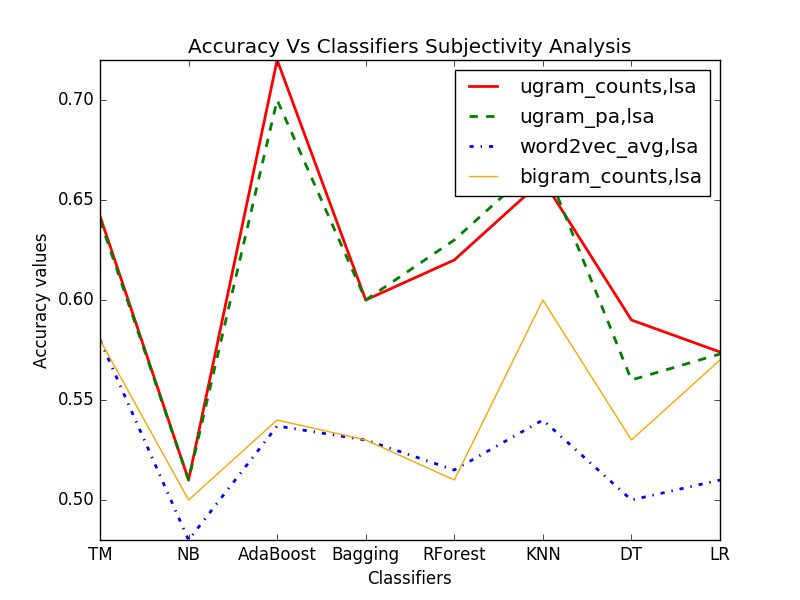 Accuracy Vs Classifiers Subjectivity Analysis
ugram_counts,lsa
ugram_pa,lsa
word2vec_avg,lsa
bigram_counts,lsa
0.70
0.65
0.60
0.55
0.50
Accuracy values
TM NB AdaBoost Bagging RForest KNN DT LR
Classifiers